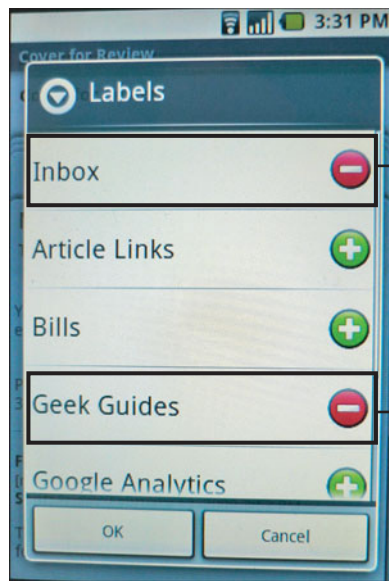 3:31 PM
Cover for Review
Labels
Inbox
Article Links
Bills
Geek Guides
Google Analytics
OK
Cancel